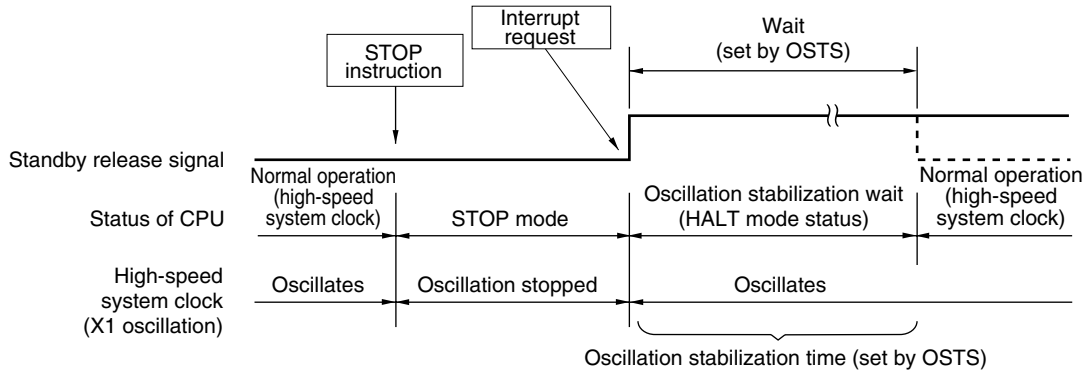 Interrupt
request
Wait
(set by OSTS)
STOP
instruction
Standby release signal
Normal operation
(high-speed
system clock)
Oscillation stabilization wait
(HALT mode status)
Normal operation
(high-speed
system clock)
Status of CPU
STOP mode
High-speed
system clock
(X1 oscillation)
Oscillates
Oscillation stopped
Oscillates
Oscillation stabilization time (set by OSTS)